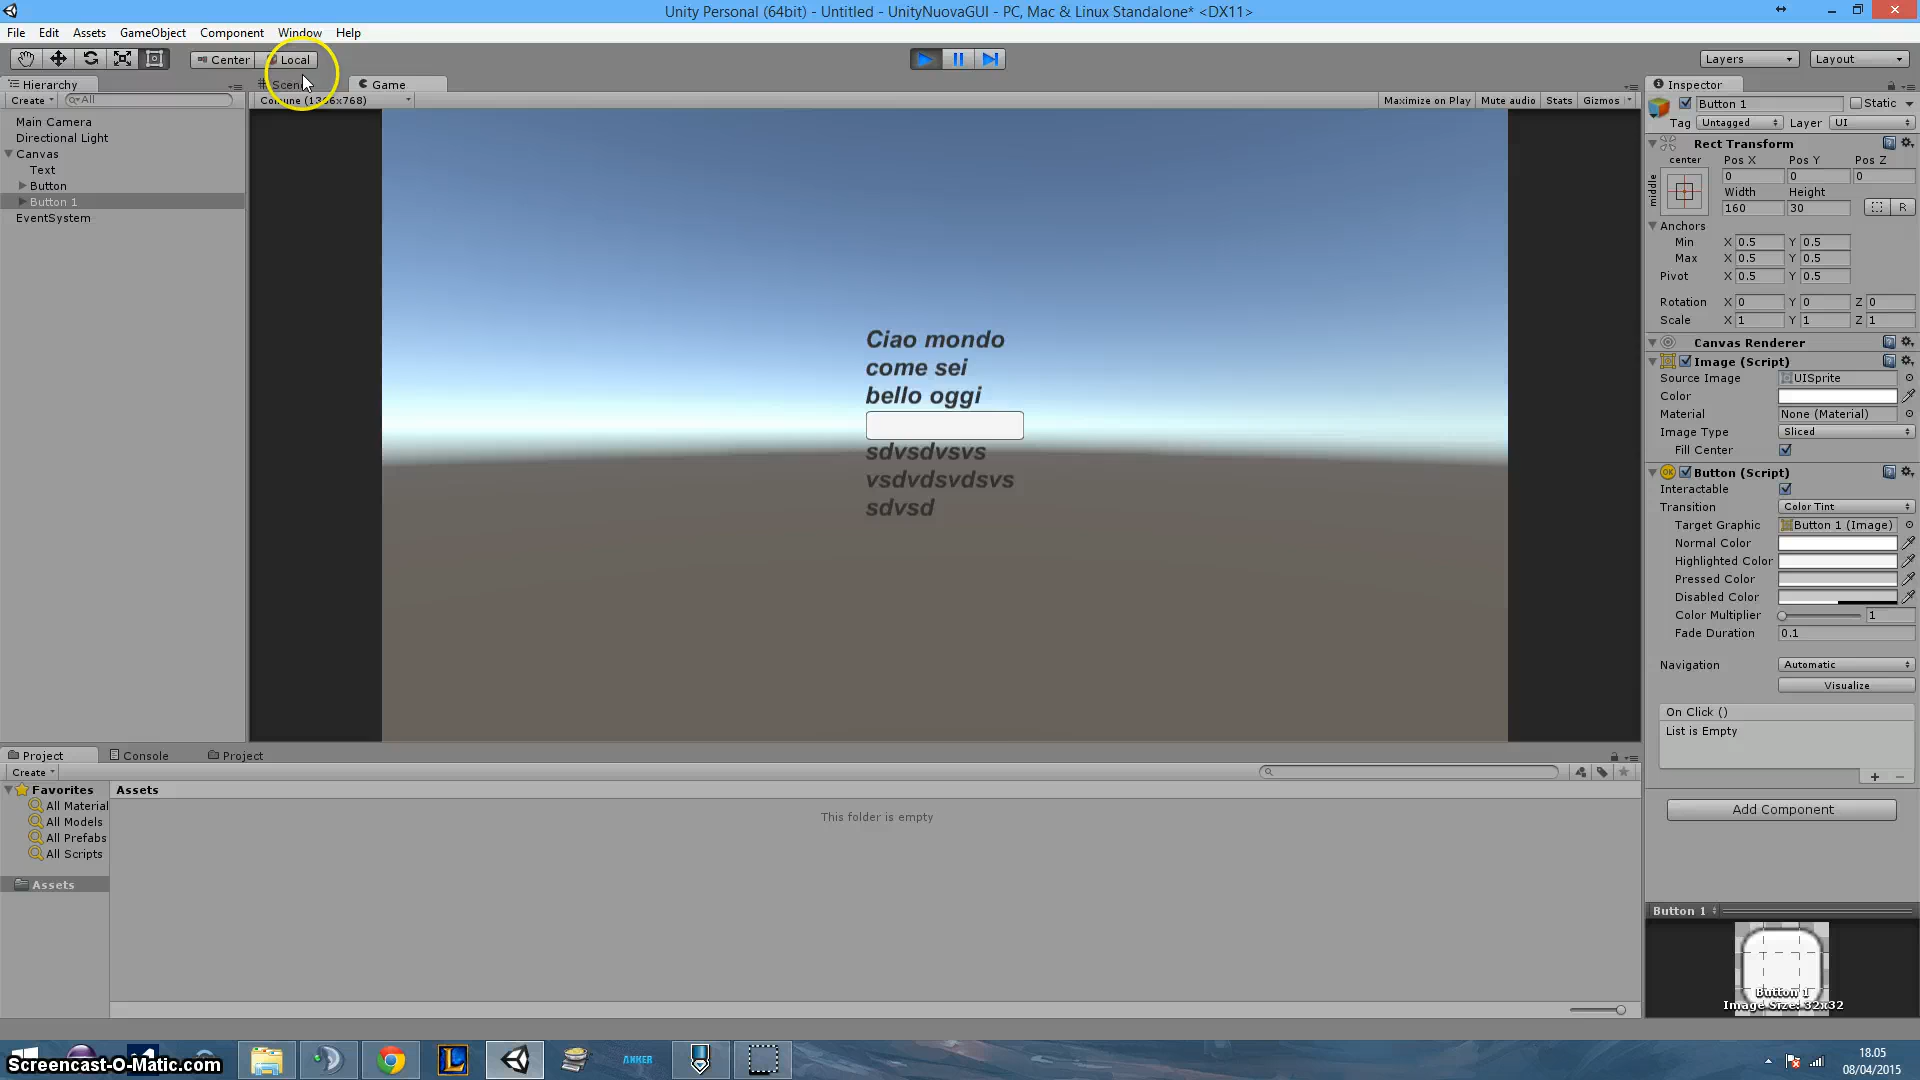 Unity Personal (64bit) - Untitled - UnityNuovaGUI - PC, Mac & Linux Standalone* <DX11>
File Edit Assets GameObject Component Window Help
Center Local
Layers Layout
Hierarchy
Create All
Main Camera
Directional Light
Canvas
Text
Button
Button 1
EventSystem
Scene Game
Maximize on Play Mute audio Stats Gizmos
Ciao mondo
come sei
bello oggi
sdvsdvsvs
vsdvdsvdsvs
sdvsd
Inspector
Button 1 Static
Tag Untagged Layer UI
Rect Transform
center Pos X Pos Y Pos Z
middle
0 0 0
Width Height
160 30 R
Anchors
Min X 0.5 Y 0.5
Max X 0.5 Y 0.5
Pivot X 0.5 Y 0.5
Rotation X 0 Y 0 Z 0
Scale X 1 Y 1 Z 1
Canvas Renderer
Image (Script)
Source Image UISprite
Color
Material None (Material)
Image Type Sliced
Fill Center
Button (Script)
Interactable
Transition Color Tint
Target Graphic Button 1 (Image)
Normal Color
Highlighted Color
Pressed Color
Disabled Color
Color Multiplier 1
Fade Duration 0.1
Navigation Automatic
Visualize
On Click ()
List is Empty
+ −
Add Component
Button 1
Button 1
Image Size: 32x32
Project Console Project
Create
Favorites
All Material
All Models
All Prefabs
All Scripts
Assets
Assets
This folder is empty
Screencast-O-Matic.com
ANKER
18.05
08/04/2015